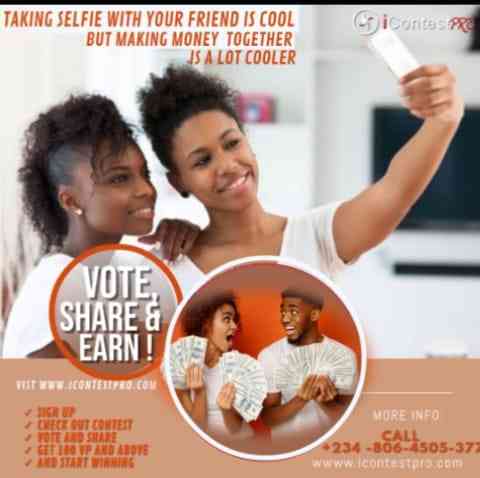 TAKING SELFIE WITH YOUR FRIEND IS COOL
BUT MAKING MONEY TOGETHER
IS A LOT COOLER
iContestPRO
VOTE,
SHARE &
EARN !
VIST WWW.ICONTESTPRO.COM
✓ SIGN UP
✓ CHECK OUT CONTEST
✓ VOTE AND SHARE
✓ GET 100 VP AND ABOVE
✓ AND START WINNING
MORE INFO:
CALL
+234 -806-4505-377
www.icontestpro.com